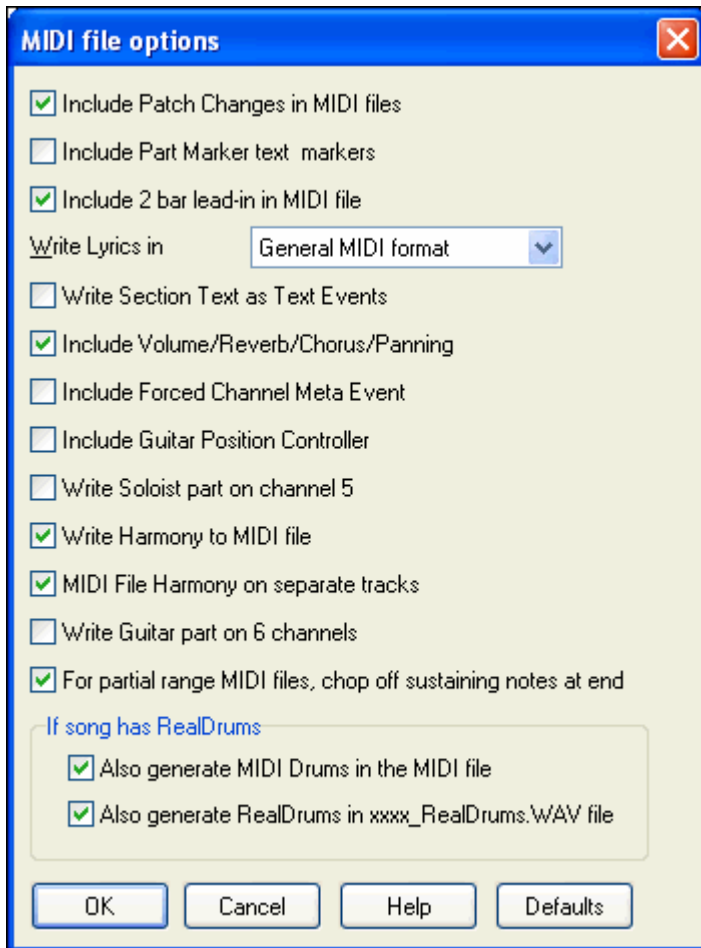 MIDI file options
Include Patch Changes in MIDI files
Include Part Marker text markers
Include 2 bar lead-in in MIDI file
Write Lyrics in General MIDI format
Write Section Text as Text Events
Include Volume/Reverb/Chorus/Panning
Include Forced Channel Meta Event
Include Guitar Position Controller
Write Soloist part on channel 5
Write Harmony to MIDI file
MIDI File Harmony on separate tracks
Write Guitar part on 6 channels
For partial range MIDI files, chop off sustaining notes at end
If song has RealDrums
Also generate MIDI Drums in the MIDI file
Also generate RealDrums in xxxx_RealDrums.WAV file
OK Cancel Help Defaults